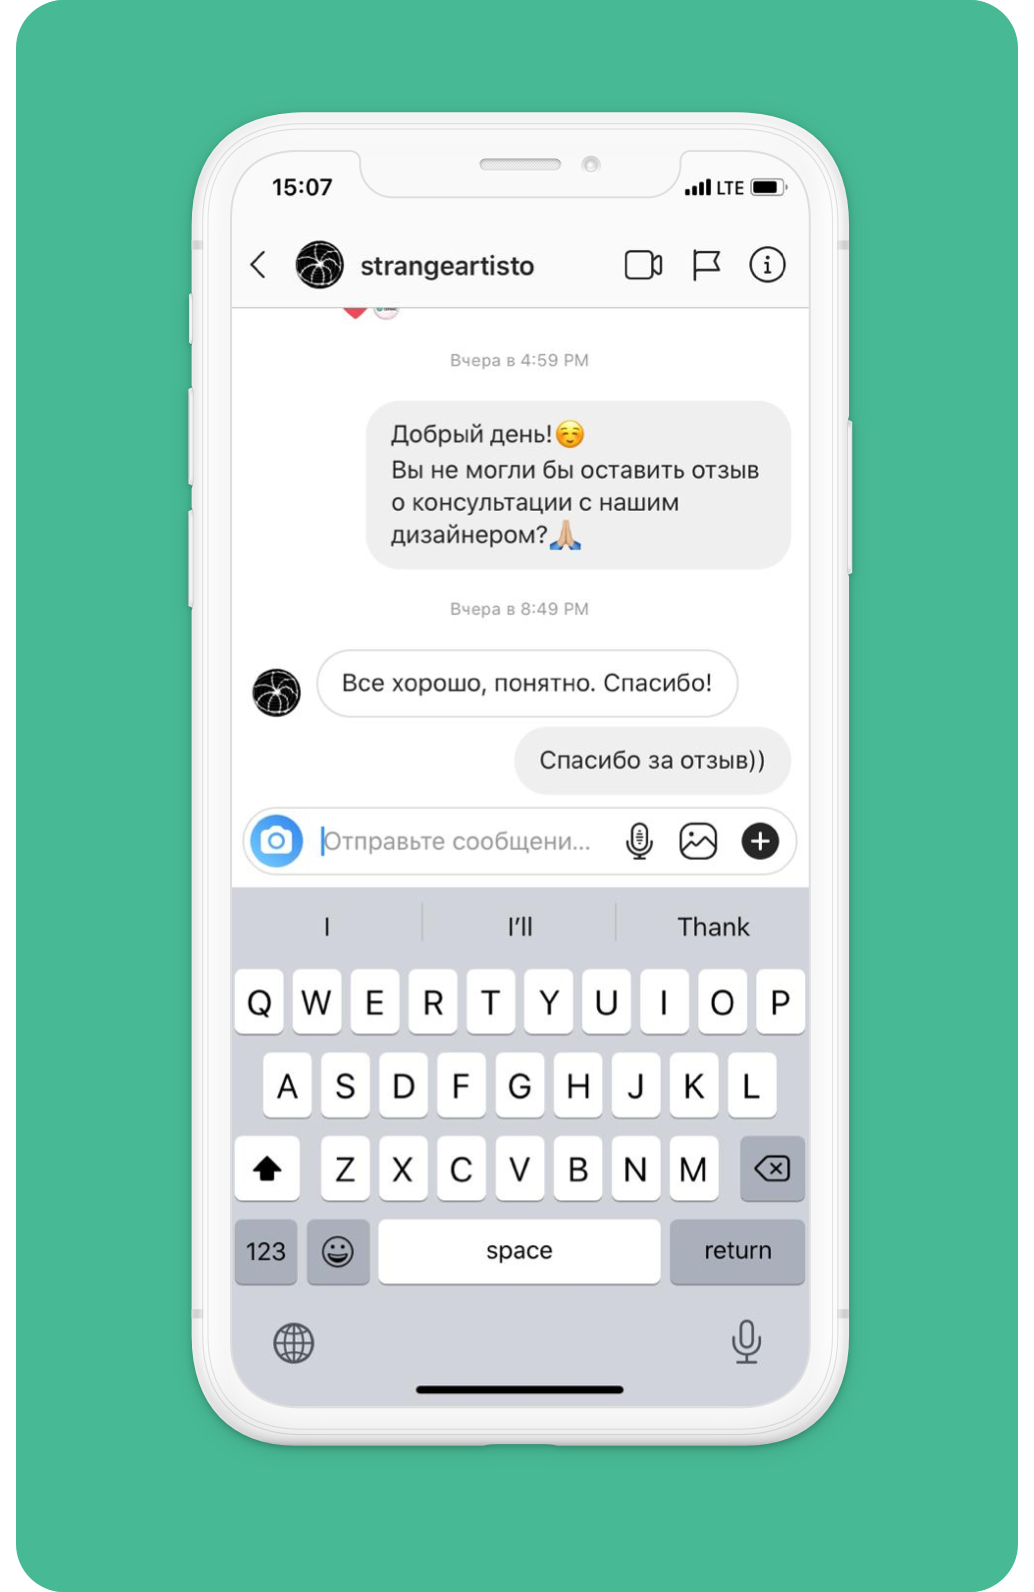 15:07
LTE
strangeartisto
Вчера в 4:59 PM
Добрый день!☺️
Вы не могли бы оставить отзыв
о консультации с нашим
дизайнером?🙏🏼
Вчера в 8:49 PM
Все хорошо, понятно. Спасибо!
Спасибо за отзыв))
Отправьте сообщени...
I I’ll Thank
Q W E R T Y U I O P
A S D F G H J K L
Z X C V B N M
123 space return